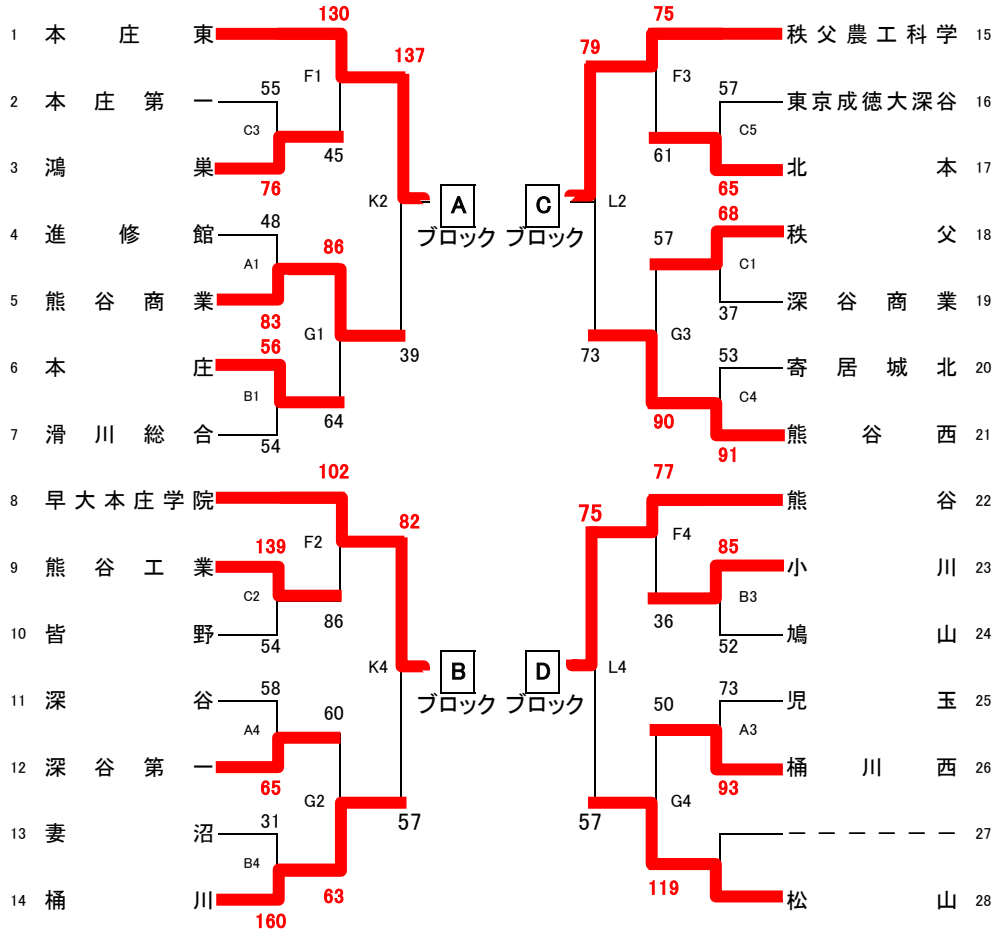 130
75
1 本庄東
秩父農工科学 15
137
79
F1
F3
2 本庄第一
55
57
東京成徳大深谷 16
C3
C5
3 鴻巣
45
61
北本 17
76
65
K2
A
C
L2
ブロック
ブロック
4 進修館
48
86
57
68
秩父 18
A1
C1
5 熊谷商業
83
37
深谷商業 19
G1
G3
56
39
73
53
6 本庄
寄居城北 20
B1
C4
7 滑川総合
54
64
90
91
熊谷西 21
102
77
8 早大本庄学院
熊谷 22
82
75
F2
F4
9 熊谷工業
139
85
小川 23
C2
B3
10 皆野
54
86
36
52
鳩山 24
K4
B
D
L4
ブロック
ブロック
11 深谷
58
60
50
73
児玉 25
A4
A3
12 深谷第一
65
93
桶川西 26
G2
G4
13 妻沼
31
57
57
ーーーーーー 27
B4
14 桶川
160
63
119
松山 28